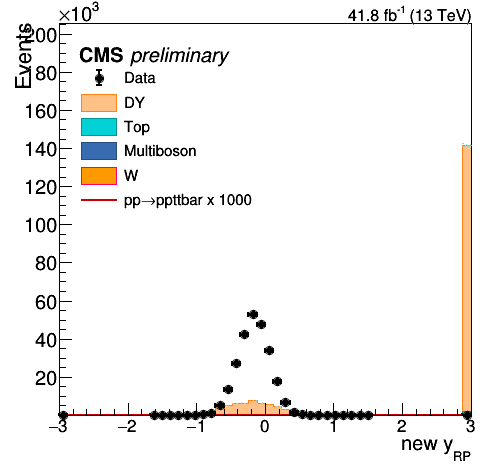 ×10³ 41.8 fb⁻¹ (13 TeV)
Events
200
180
160
140
120
100
80
60
40
20
CMS preliminary
Data
DY
Top
Multiboson
W
pp→ppttbar x 1000
−3 −2 −1 0 1 2 3
new y_RP